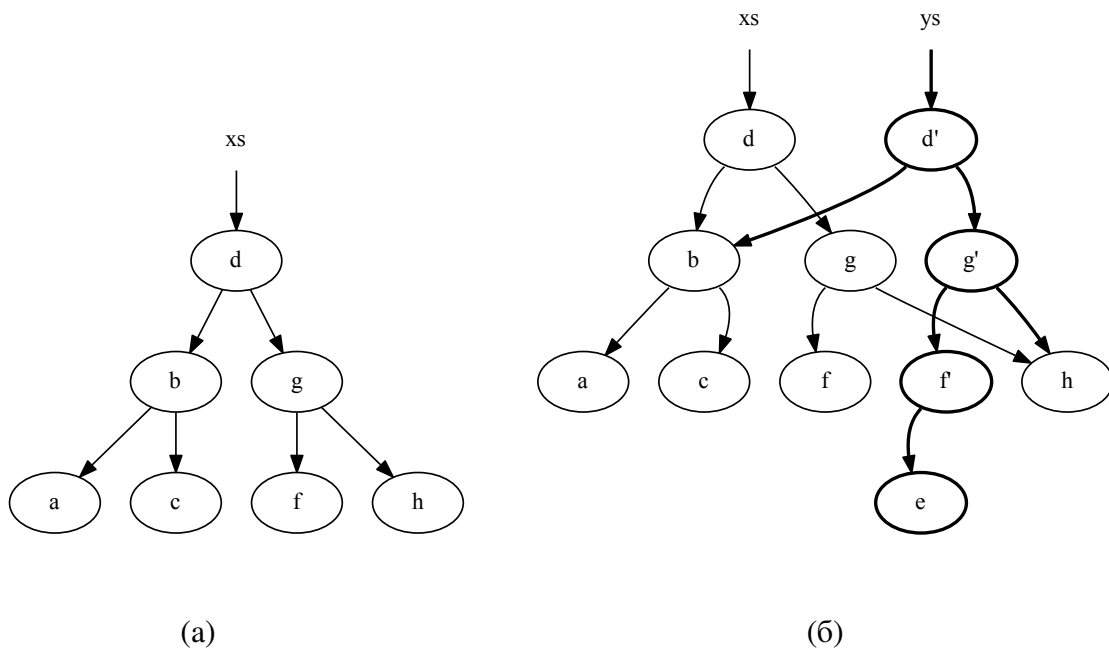 xs
d
b g
a c f h
(а)
xs ys
d d'
b g g'
a c f f' h
e
(б)